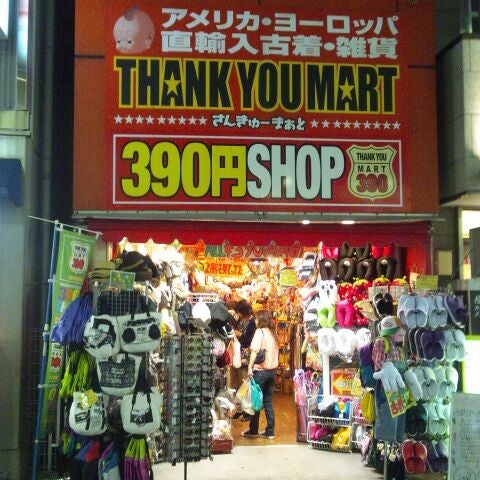 アメリカ・ヨーロッパ
直輸入古着・雑貨
THANK YOU MART
さんきゅーまぁと
390円SHOP
THANK YOU
MART
390